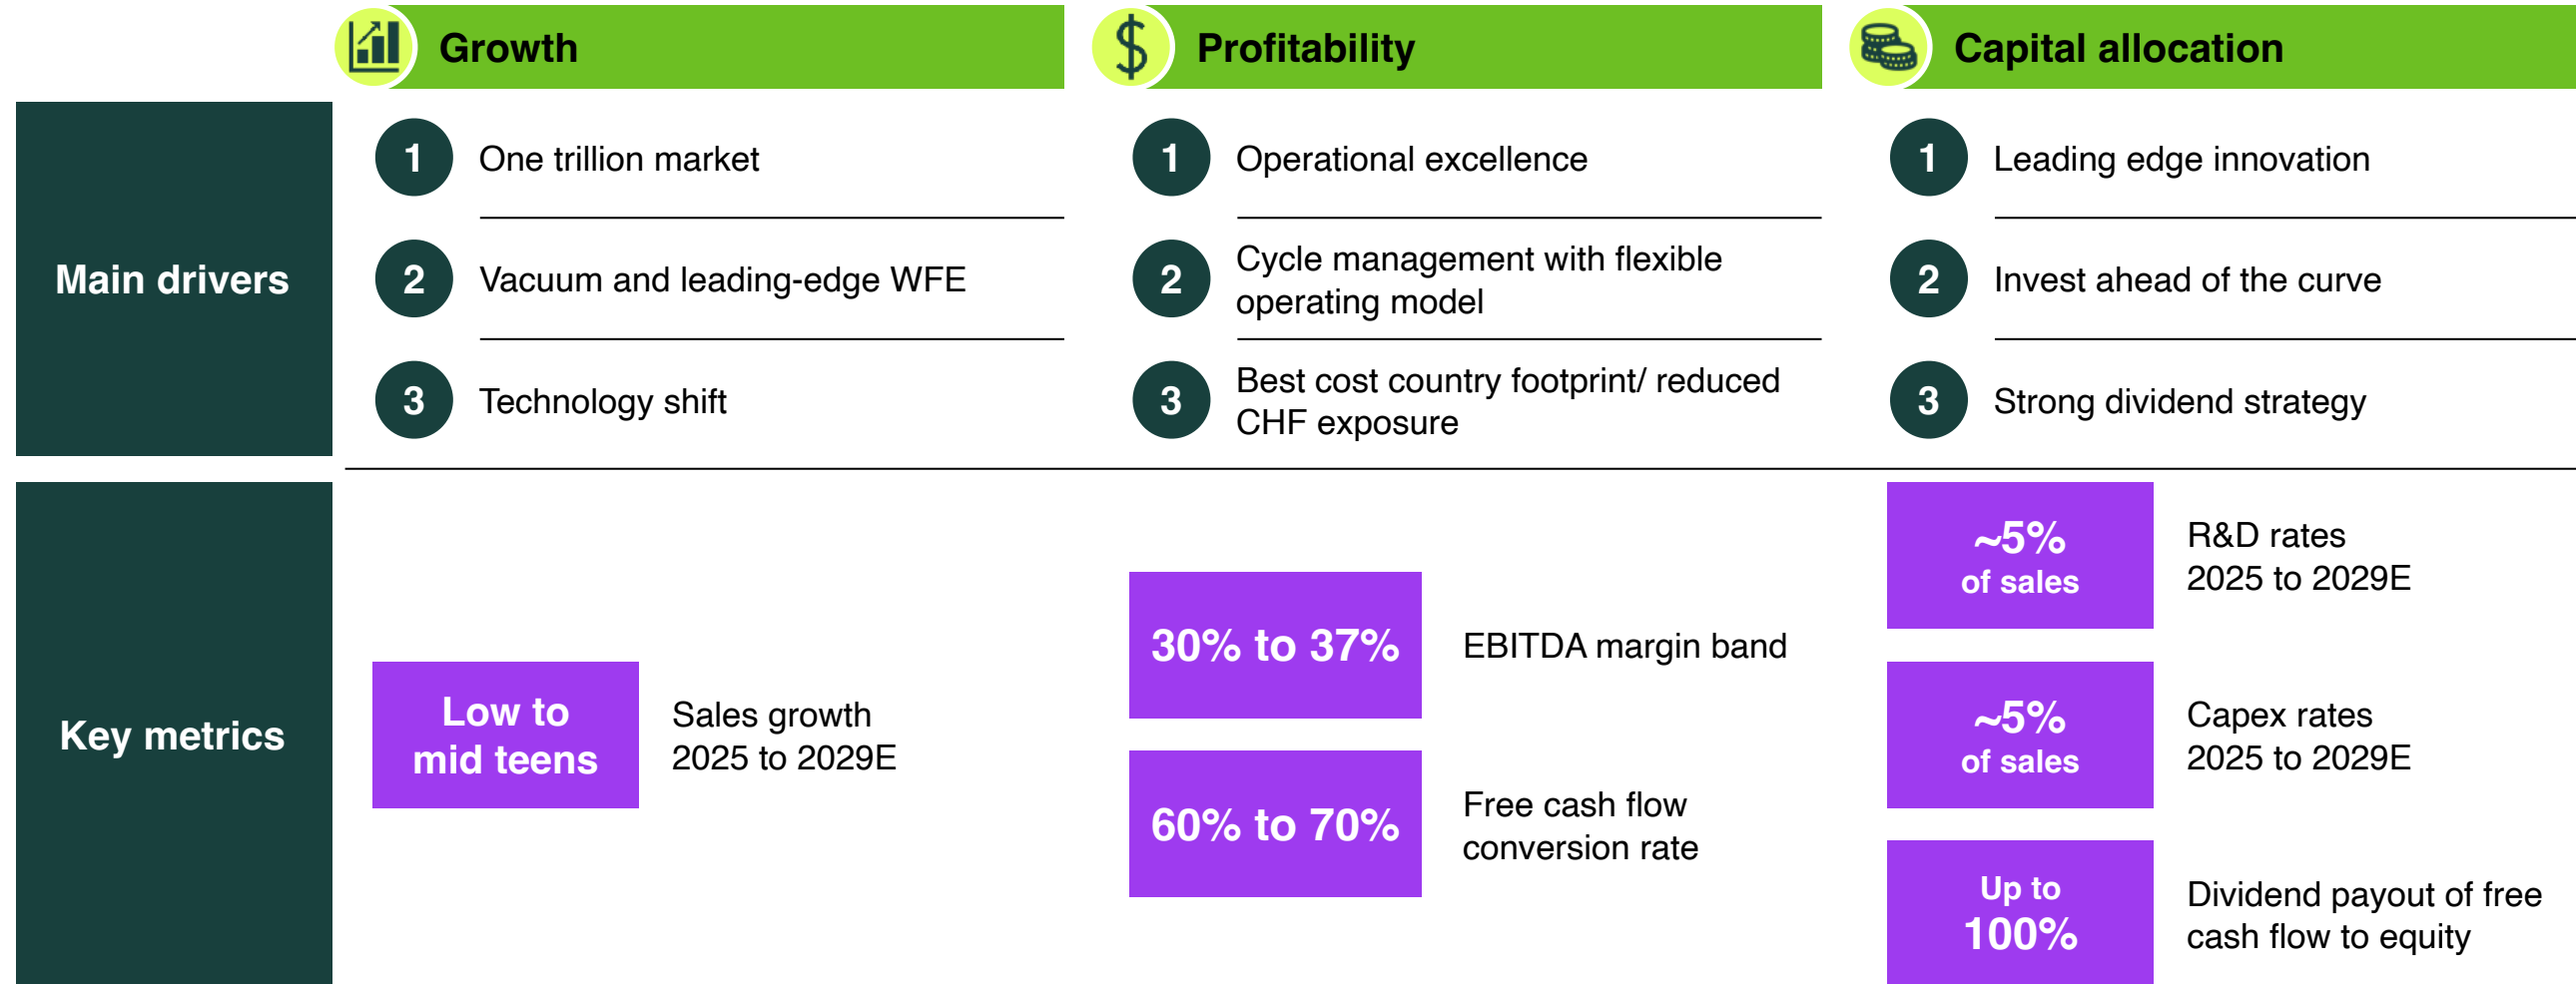 Growth
Profitability
Capital allocation
Main drivers
1
One trillion market
2
Vacuum and leading-edge WFE
3
Technology shift
1
Operational excellence
2
Cycle management with flexible
operating model
3
Best cost country footprint/ reduced
CHF exposure
1
Leading edge innovation
2
Invest ahead of the curve
3
Strong dividend strategy
Key metrics
Low to
mid teens
Sales growth
2025 to 2029E
30% to 37%
EBITDA margin band
60% to 70%
Free cash flow
conversion rate
~5%
of sales
R&D rates
2025 to 2029E
~5%
of sales
Capex rates
2025 to 2029E
Up to
100%
Dividend payout of free
cash flow to equity